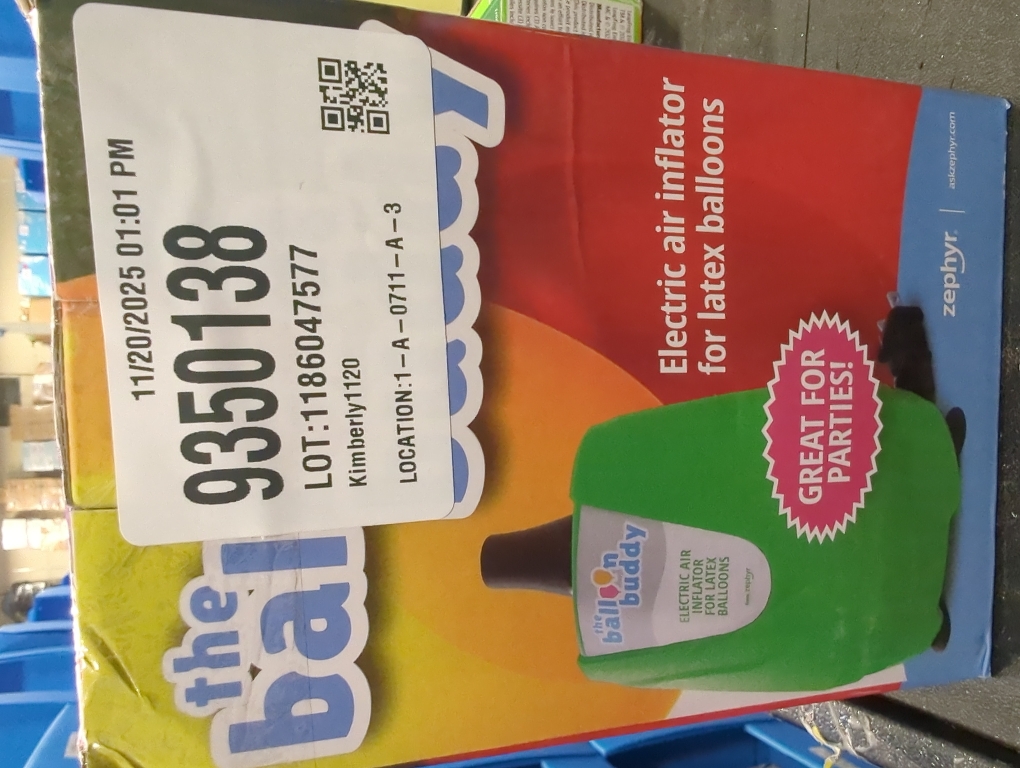 11/20/2025 01:01 PM
9350138
LOT:1186047577
Kimberly1120
LOCATION:1-A-0711-A-3
the
bal
Electric air inflator
for latex balloons
GREAT FOR
PARTIES!
the
balloon
buddy
ELECTRIC AIR
INFLATOR
FOR LATEX
BALLOONS
zephyr | askzephyr.com